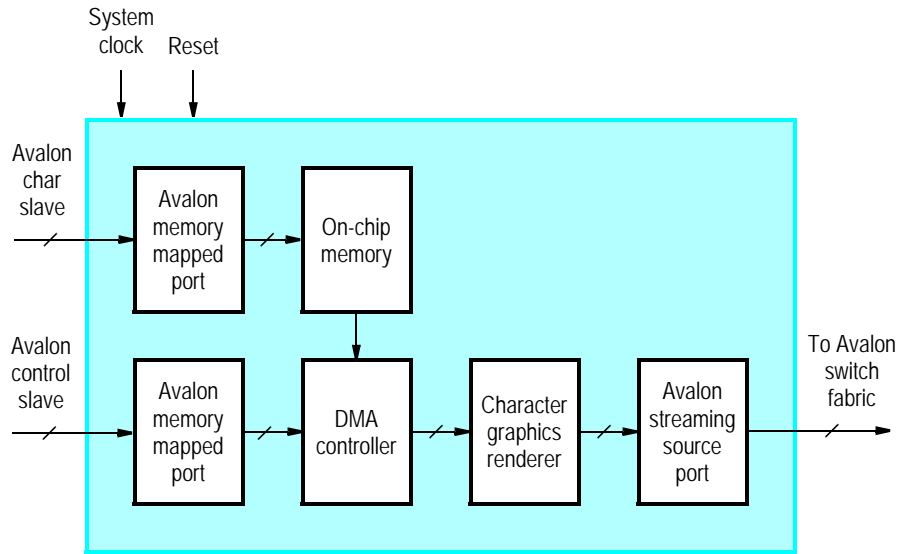 System
clock
Reset
Avalon
char
slave
Avalon
memory
mapped
port
On-chip
memory
Avalon
control
slave
Avalon
memory
mapped
port
DMA
controller
Character
graphics
renderer
Avalon
streaming
source
port
To Avalon
switch
fabric